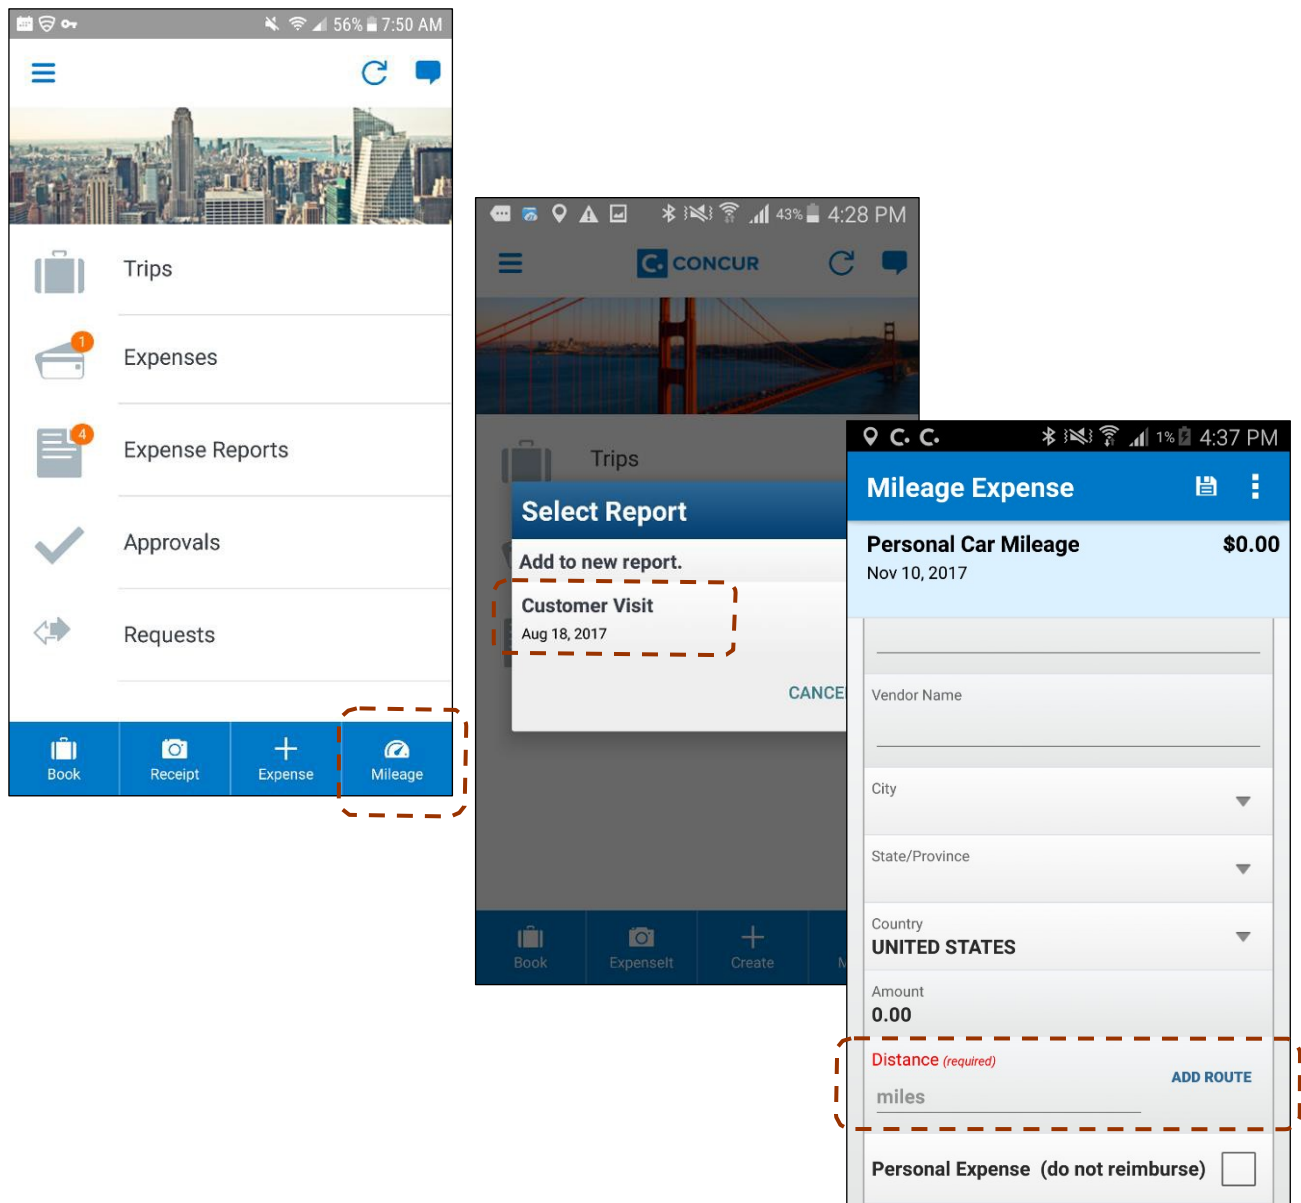 56% 7:50 AM
Trips
1
Expenses
4
Expense Reports
Approvals
Requests
Book
Receipt
Expense
Mileage
43% 4:28 PM
C. CONCUR
Trips
Select Report
Add to new report.
Customer Visit
Aug 18, 2017
Book
ExpenseIt
Create
C. C.
1% 4:37 PM
Mileage Expense
Personal Car Mileage
$0.00
Nov 10, 2017
Vendor Name
City
State/Province
Country
UNITED STATES
Amount
0.00
Distance (required)
miles
ADD ROUTE
Personal Expense (do not reimburse)